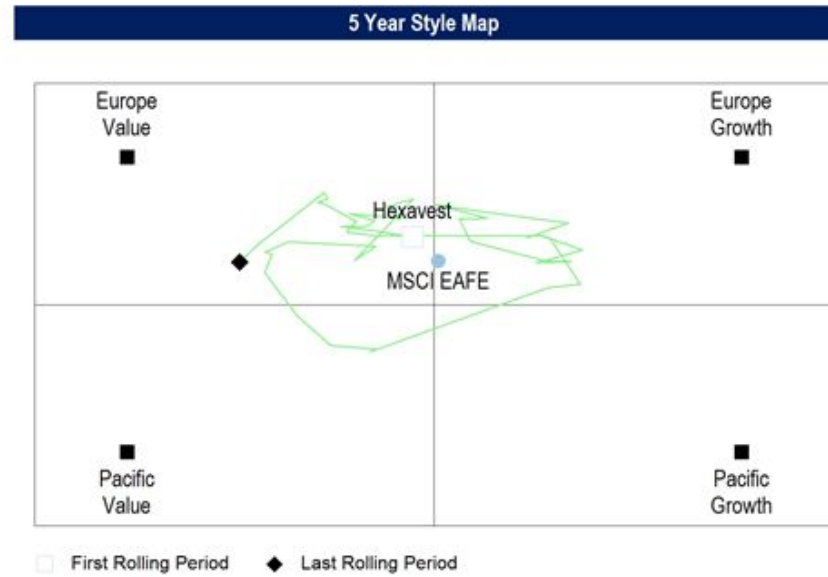 5 Year Style Map
Europe
Value
Europe
Growth
Hexavest
MSCI EAFE
Pacific
Value
Pacific
Growth
First Rolling Period
Last Rolling Period